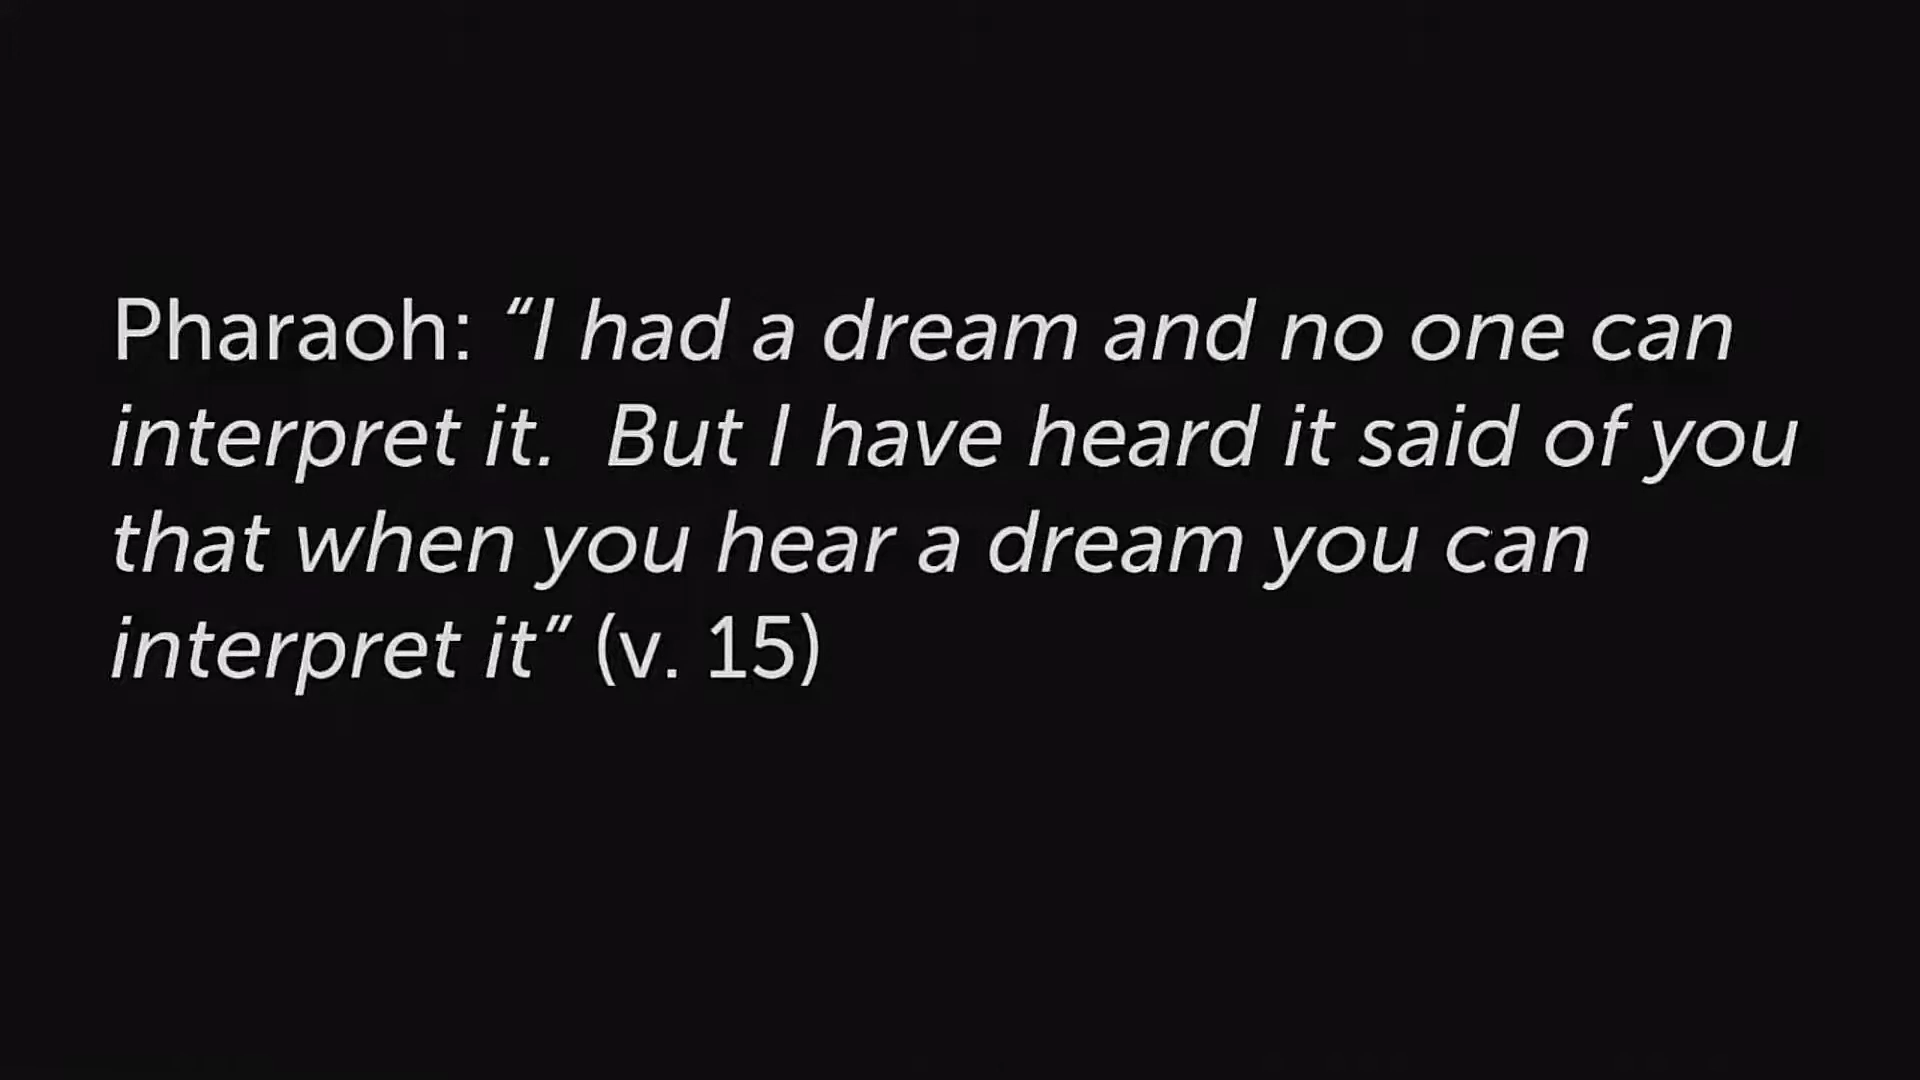 Pharaoh: “I had a dream and no one can
interpret it.  But I have heard it said of you
that when you hear a dream you can
interpret it” (v. 15)